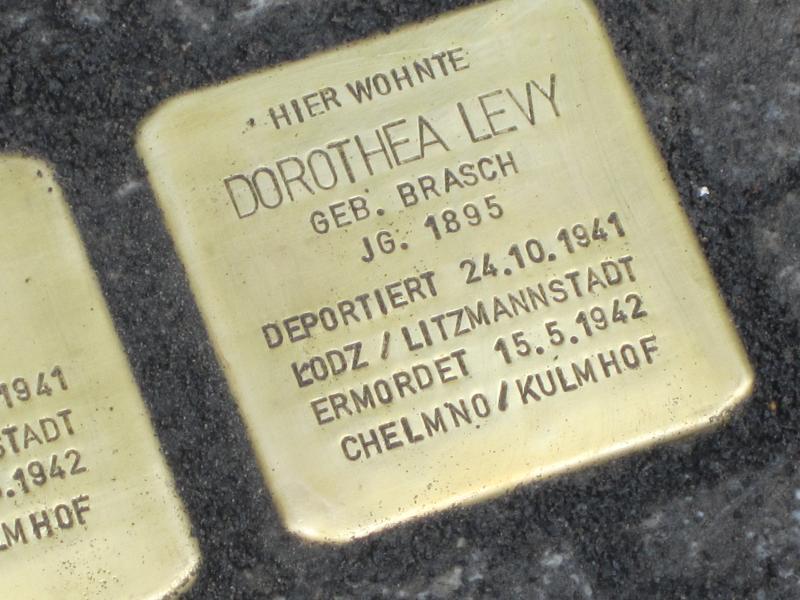 HIER WOHNTE
DOROTHEA LEVY
GEB. BRASCH
JG. 1895
DEPORTIERT 24.10.1941
ŁODZ / LITZMANNSTADT
ERMORDET 15.5.1942
CHELMNO / KULMHOF
1941
STADT
.1942
LMHOF